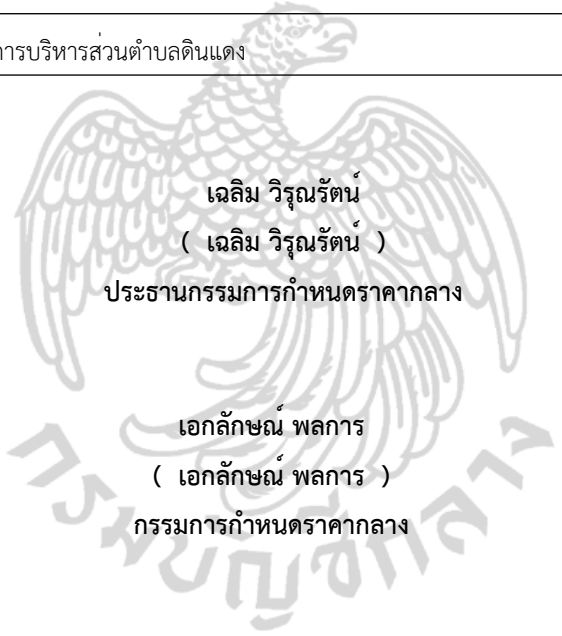 การบริหารส่วนตำบลดินแดง
เฉลิม วิรุณรัตน์
( เฉลิม วิรุณรัตน์ )
ประธานกรรมการกำหนดราคากลาง
เอกลักษณ์ พลการ
( เอกลักษณ์ พลการ )
กรรมการกำหนดราคากลาง
กรมบัญชีกลาง